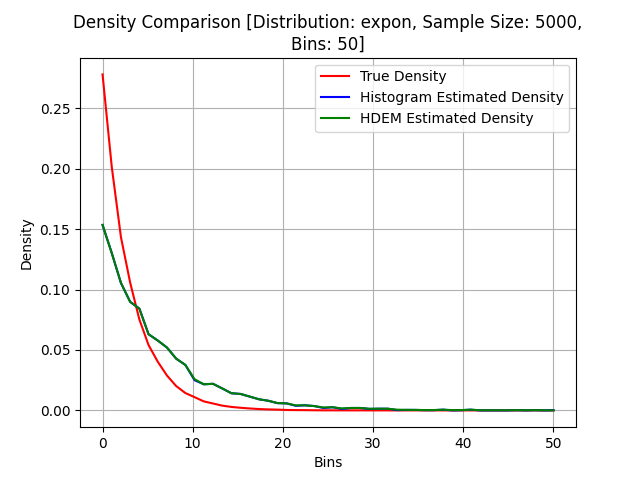 Density Comparison [Distribution: expon, Sample Size: 5000,
Bins: 50]
True Density
Histogram Estimated Density
HDEM Estimated Density
Density
0.25
0.20
0.15
0.10
0.05
0.00
0 10 20 30 40 50
Bins